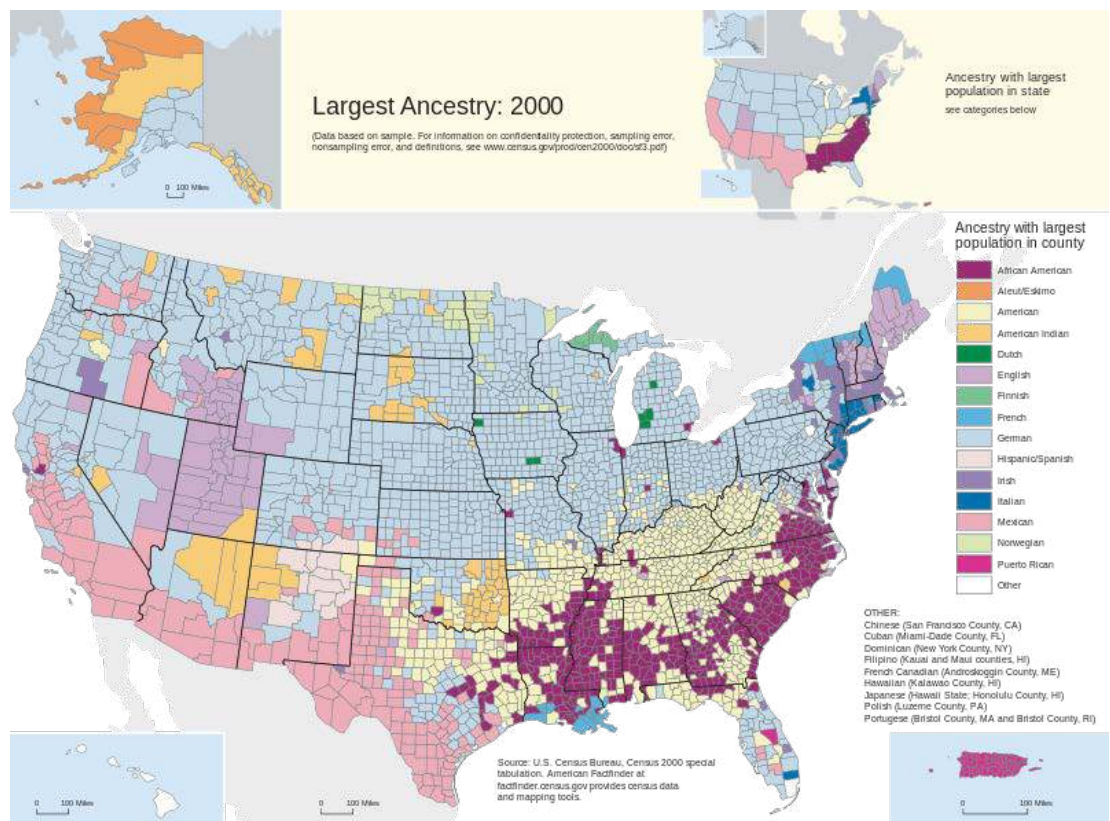 Largest Ancestry: 2000
(Data based on sample. For information on confidentiality protection, sampling error,
nonsampling error, and definitions, see www.census.gov/prod/cen2000/doc/sf3.pdf)
0 100 Miles
Ancestry with largest
population in state
see categories below
Ancestry with largest
population in county
African American
Aleut/Eskimo
American
American Indian
Dutch
English
Finnish
French
German
Hispanic/Spanish
Irish
Italian
Mexican
Norwegian
Puerto Rican
Other
OTHER:
Chinese (San Francisco County, CA)
Cuban (Miami-Dade County, FL)
Dominican (New York County, NY)
Filipino (Kauai and Maui counties, HI)
French Canadian (Androskoggin County, ME)
Hawaiian (Kalawao County, HI)
Japanese (Hawaii State; Honolulu County, HI)
Polish (Luzerne County, PA)
Portugese (Bristol County, MA and Bristol County, RI)
Source: U.S. Census Bureau, Census 2000 special
tabulation. American Factfinder at
factfinder.census.gov provides census data
and mapping tools.
0 100 Miles
0 100 Miles
0 100 Miles